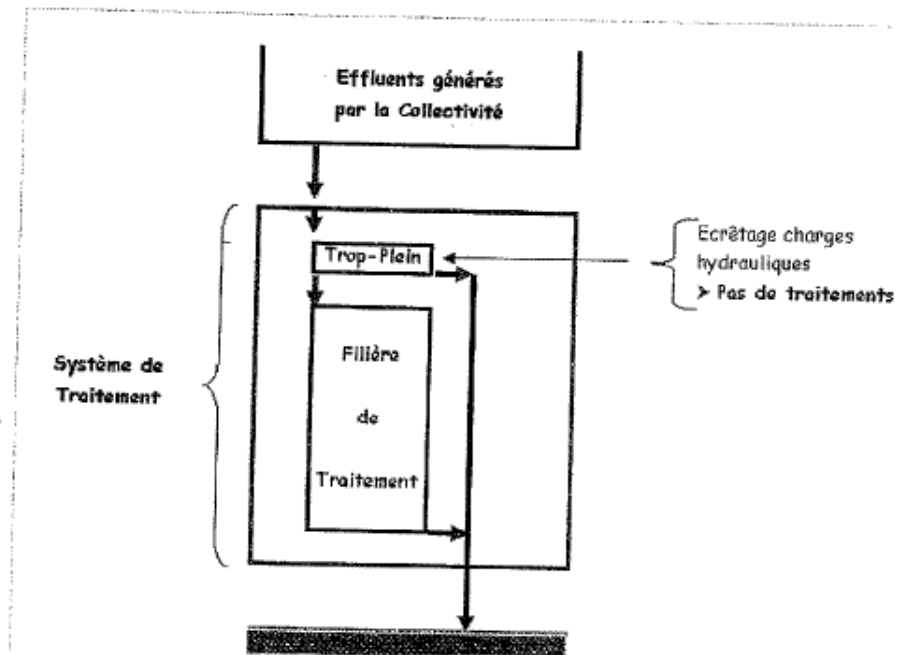 Effluents générés
par la Collectivité
Trop-Plein
Ecrêtage charges
hydrauliques
➤ Pas de traitements
Système de
Traitement
Filière
de
Traitement